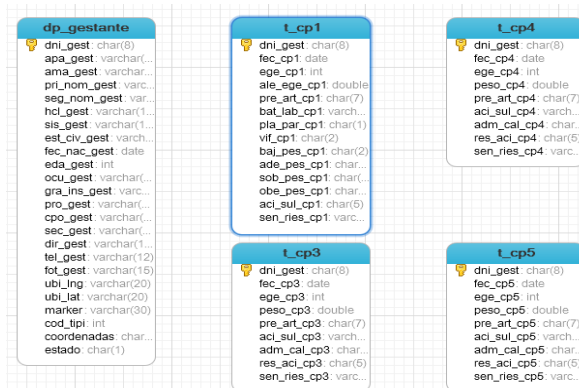 dp_gestante
dni_gest: char(8)
apa_gest: varchar(...
ama_gest: varchar...
pri_nom_gest: varc...
seg_nom_gest: var...
hcl_gest: varchar(1...
sis_gest: varchar(1...
est_civ_gest: varch...
fec_nac_gest: date
eda_gest: int
ocu_gest: varchar(...
gra_ins_gest: varc...
pro_gest: varchar(...
cpo_gest: varchar(...
sec_gest: varchar(...
dir_gest: varchar(1...
tel_gest: varchar(12)
fot_gest: varchar(15)
ubi_lng: varchar(20)
ubi_lat: varchar(20)
marker: varchar(30)
cod_tipi: int
coordenadas: char...
estado: char(1)
t_cp1
dni_gest: char(8)
fec_cp1: date
ege_cp1: int
ale_ege_cp1: double
pre_art_cp1: char(7)
bat_lab_cp1: varch...
pla_par_cp1: char(1)
vif_cp1: char(2)
baj_pes_cp1: char(2)
ade_pes_cp1: char...
sob_pes_cp1: char(...
obe_pes_cp1: char...
aci_sul_cp1: char(5)
sen_ries_cp1: varc...
t_cp4
dni_gest: char(8)
fec_cp4: date
ege_cp4: int
peso_cp4: double
pre_art_cp4: char(7)
aci_sul_cp4: varch...
adm_cal_cp4: char...
res_aci_cp4: char(5)
sen_ries_cp4: varc...
t_cp3
dni_gest: char(8)
fec_cp3: date
ege_cp3: int
peso_cp3: double
pre_art_cp3: char(7)
aci_sul_cp3: varch...
adm_cal_cp3: char...
res_aci_cp3: char(5)
sen_ries_cp3: varc...
t_cp5
dni_gest: char(8)
fec_cp5: date
ege_cp5: int
peso_cp5: double
pre_art_cp5: char(7)
aci_sul_cp5: varch...
adm_cal_cp5: char...
res_aci_cp5: char(5)
sen_ries_cp5: varc...